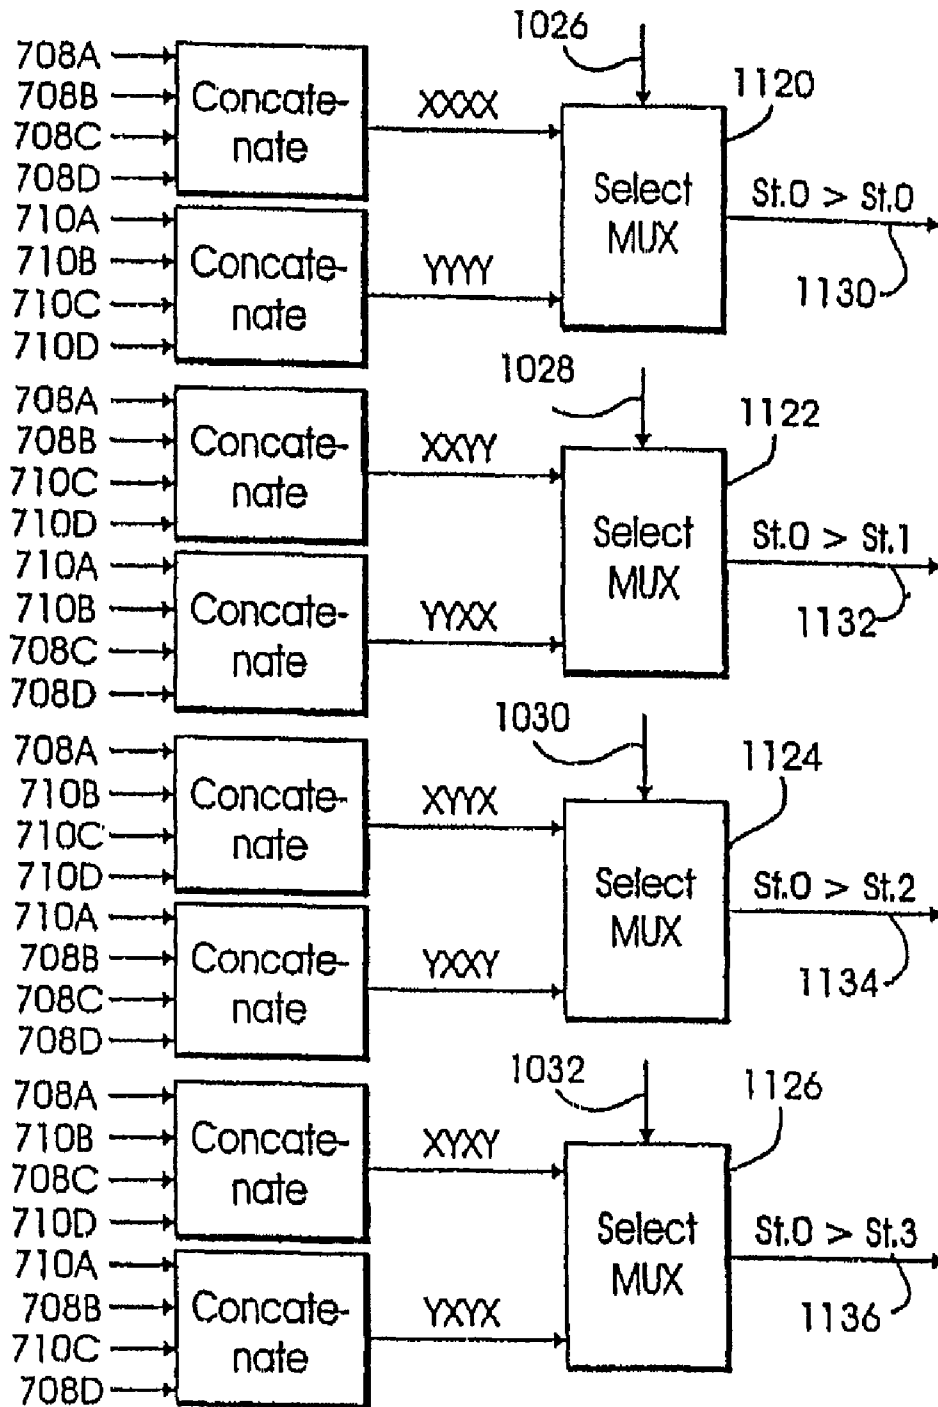 1026
708A
708B
708C
708D
Concate-
nate
XXXX
1120
Select
MUX
St.0 > St.0
1130
710A
710B
710C
710D
Concate-
nate
YYYY
1028
708A
708B
710C
710D
Concate-
nate
XXYY
1122
Select
MUX
St.0 > St.1
1132
710A
710B
708C
708D
Concate-
nate
YYXX
1030
708A
710B
710C
710D
Concate-
nate
XYYX
1124
Select
MUX
St.0 > St.2
1134
710A
708B
708C
708D
Concate-
nate
YXXY
1032
708A
710B
708C
710D
Concate-
nate
XYXY
1126
Select
MUX
St.0 > St.3
1136
710A
708B
710C
708D
Concate-
nate
YXYX